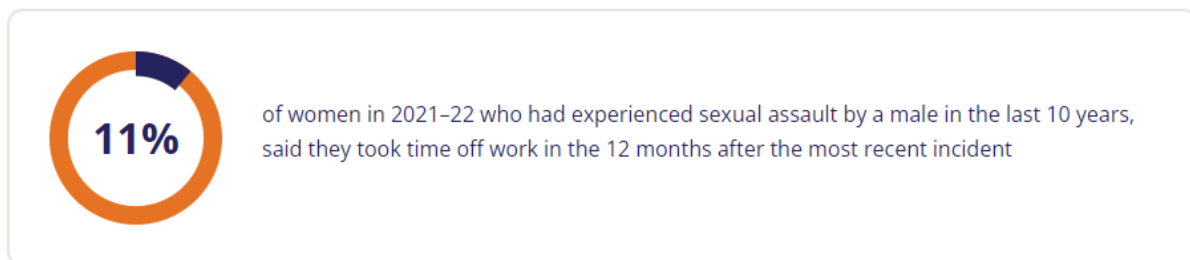 11%
of women in 2021–22 who had experienced sexual assault by a male in the last 10 years,
said they took time off work in the 12 months after the most recent incident